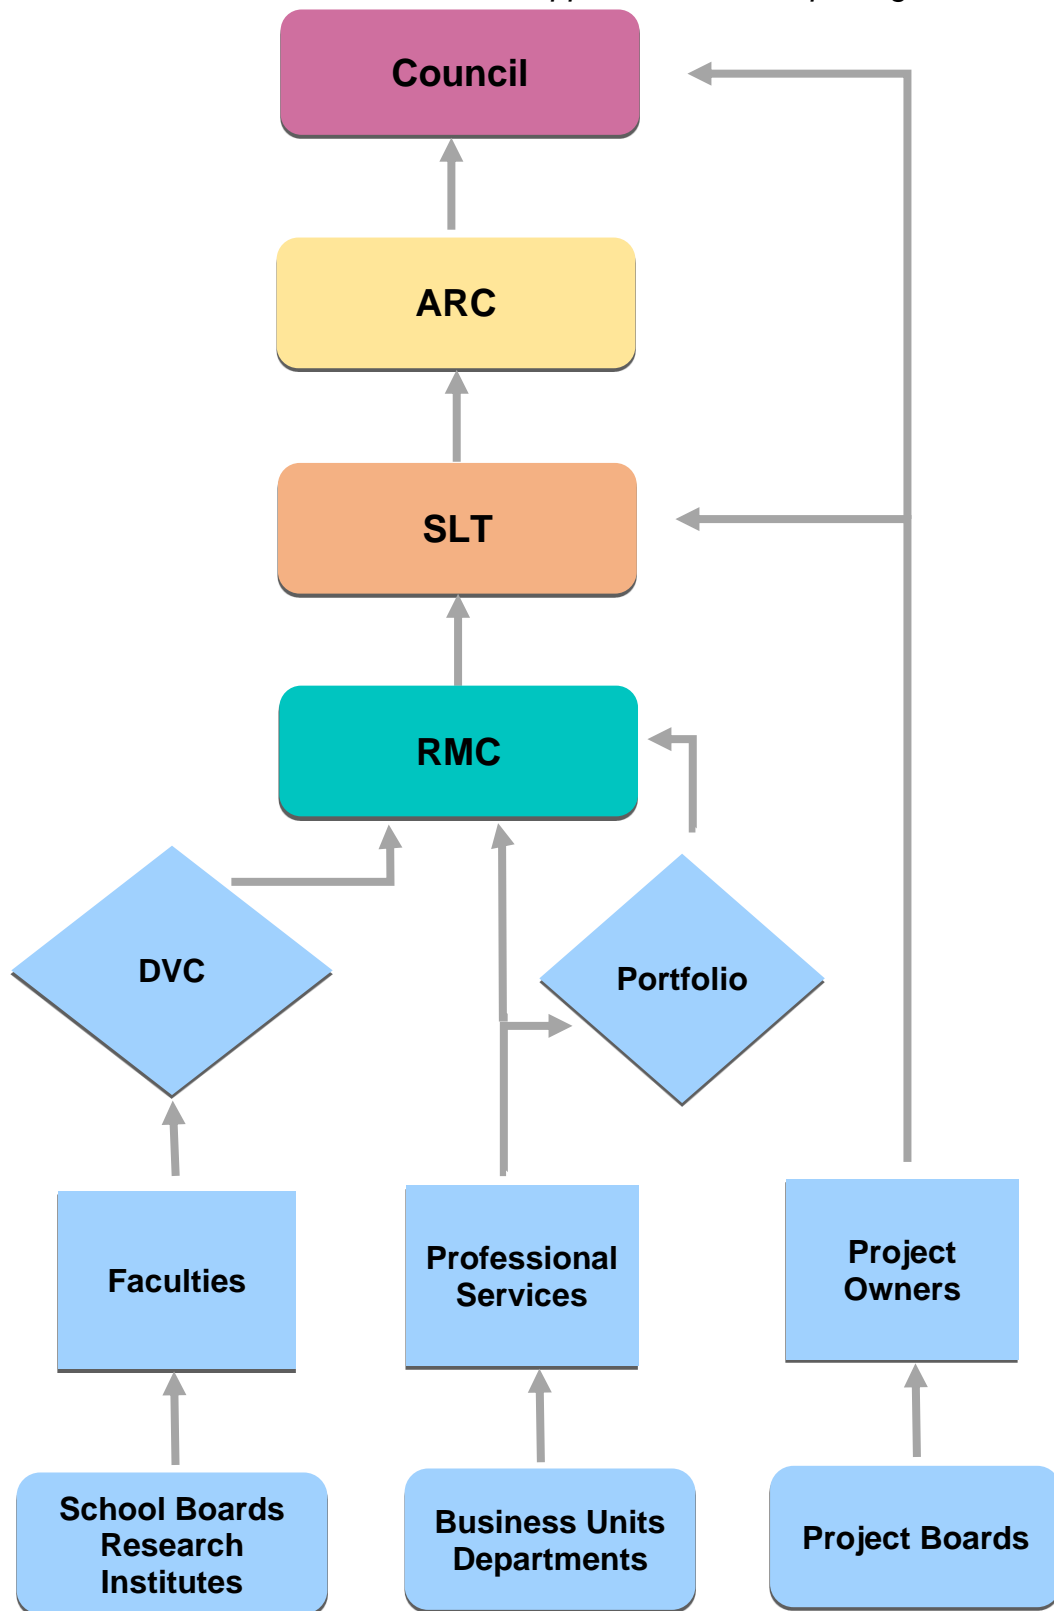 Council
ARC
SLT
RMC
DVC
Portfolio
Faculties
Professional
Services
Project
Owners
School Boards
Research
Institutes
Business Units
Departments
Project Boards